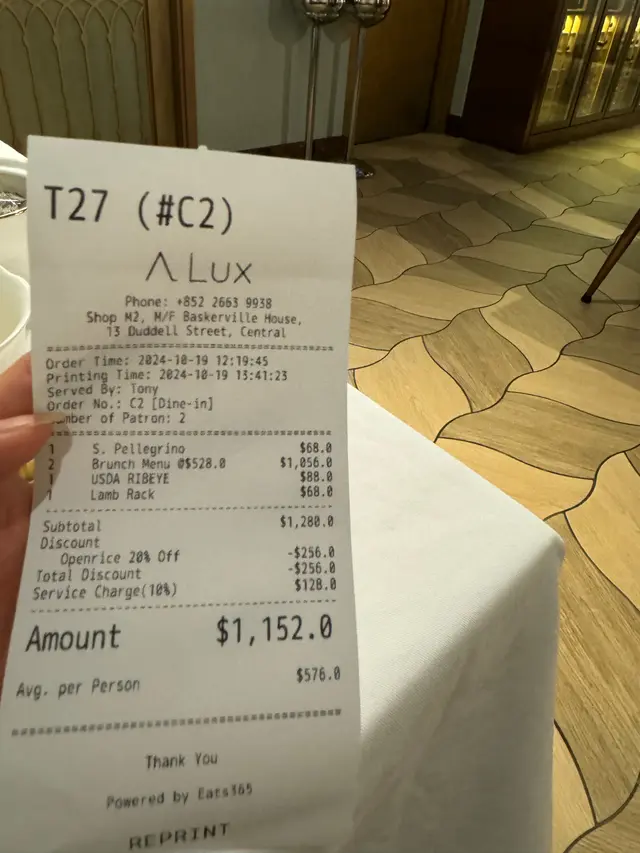 T27 (#C2)
Λ LUX
Phone: +852 2663 9938
Shop M2, M/F Baskerville House,
13 Duddell Street, Central
Order Time: 2024-10-19 12:19:45
Printing Time: 2024-10-19 13:41:23
Served By: Tony
Order No.: C2 [Dine-in]
umber of Patron: 2
1 S. Pellegrino $68.0
2 Brunch Menu @$528.0 $1,056.0
1 USDA RIBEYE $88.0
1 Lamb Rack $68.0
Subtotal $1,280.0
Discount
Openrice 20% Off -$256.0
Total Discount -$256.0
Service Charge(10%) $128.0
Amount $1,152.0
Avg. per Person $576.0
Thank You
Powered by Eats365
REPRINT